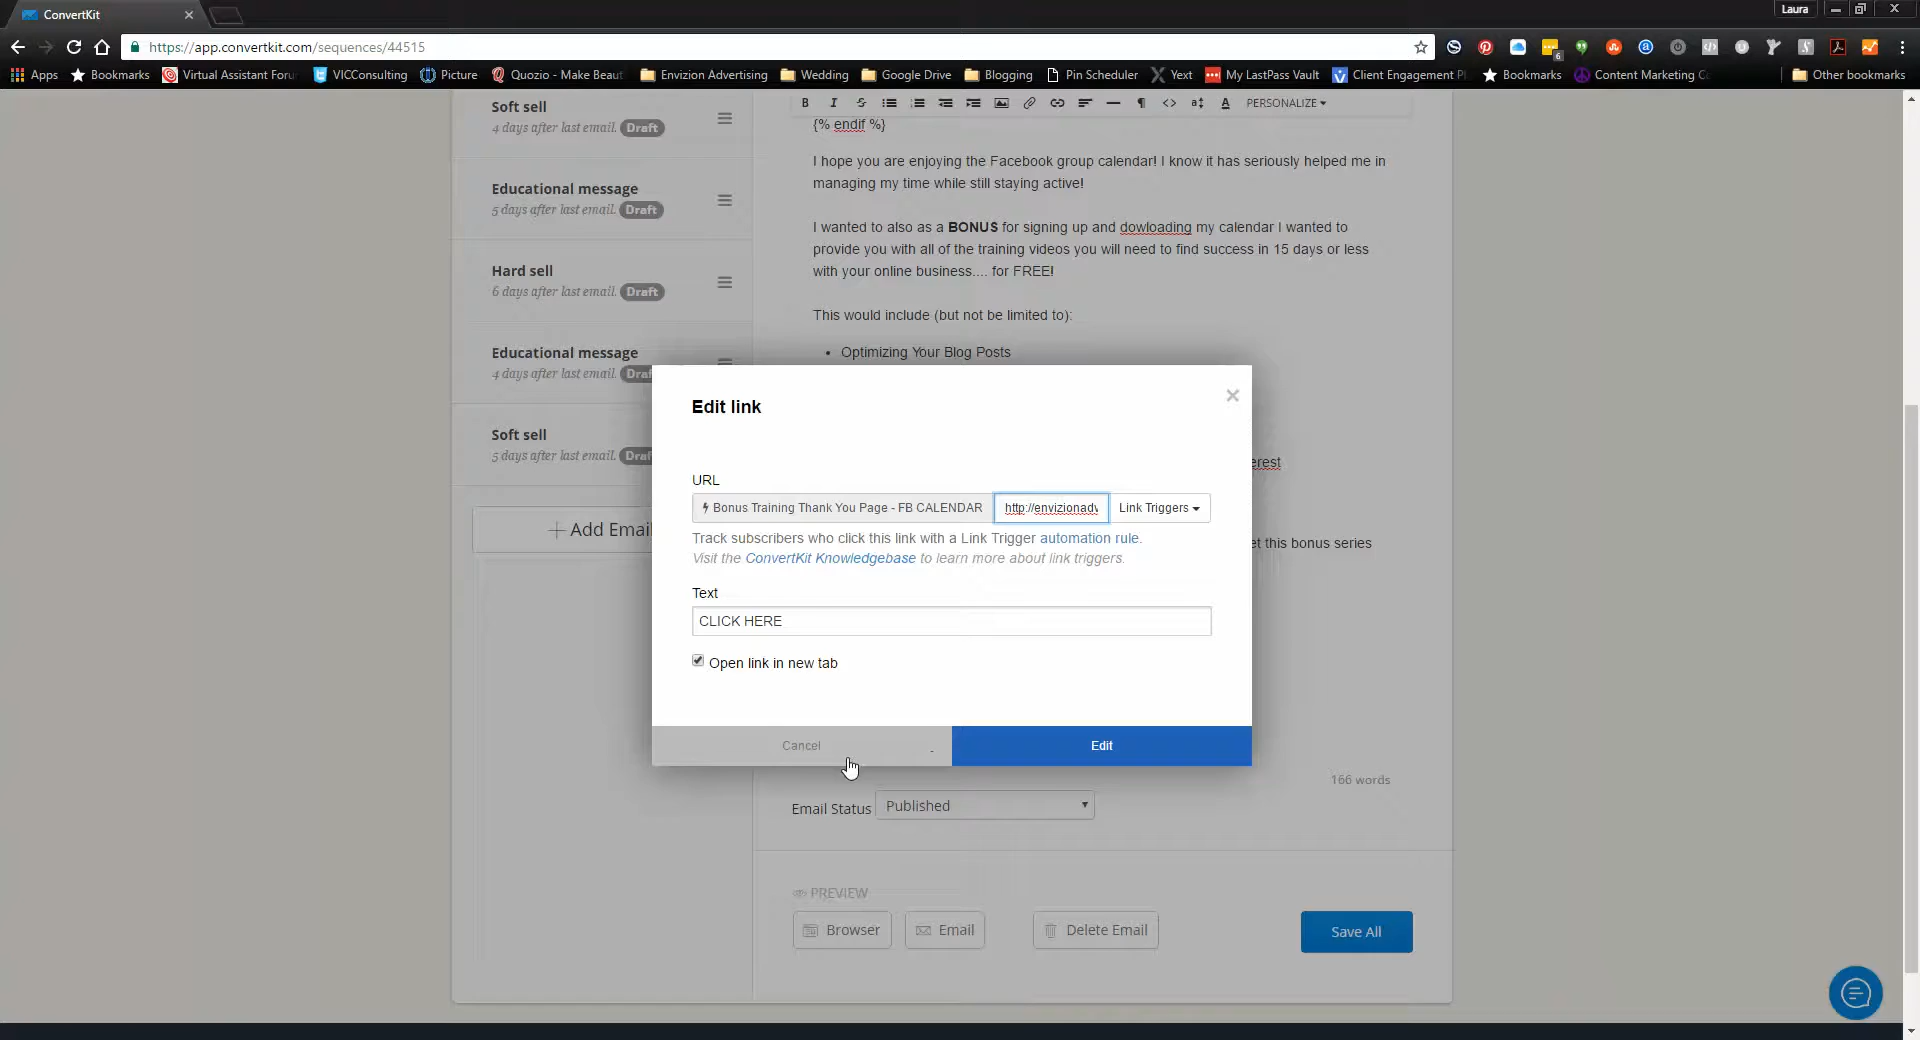 ConvertKit
Laura
https://app.convertkit.com/sequences/44515
6
Apps
Bookmarks
Virtual Assistant Foru
VICConsulting
Picture
Quozio - Make Beaut
Envizion Advertising
Wedding
Google Drive
Blogging
Pin Scheduler
Yext
My LastPass Vault
Client Engagement Pl
Bookmarks
Content Marketing Co
Other bookmarks
Soft sell
4 days after last email. Draft
Educational message
5 days after last email. Draft
Hard sell
6 days after last email. Draft
Educational message
4 days after last email. Draf
Soft sell
5 days after last email. Draf
+ Add Email
B I S PERSONALIZE
{% endif %}
I hope you are enjoying the Facebook group calendar! I know it has seriously helped me in
managing my time while still staying active!
I wanted to also as a BONUS for signing up and dowloading my calendar I wanted to
provide you with all of the training videos you will need to find success in 15 days or less
with your online business.... for FREE!
This would include (but not be limited to):
• Optimizing Your Blog Posts
erest
et this bonus series
Edit link
URL
Bonus Training Thank You Page - FB CALENDAR
http://envizionadv
Link Triggers
Track subscribers who click this link with a Link Trigger automation rule.
Visit the ConvertKit Knowledgebase to learn more about link triggers.
Text
CLICK HERE
Open link in new tab
Cancel
Edit
166 words
Email Status Published
PREVIEW
Browser
Email
Delete Email
Save All